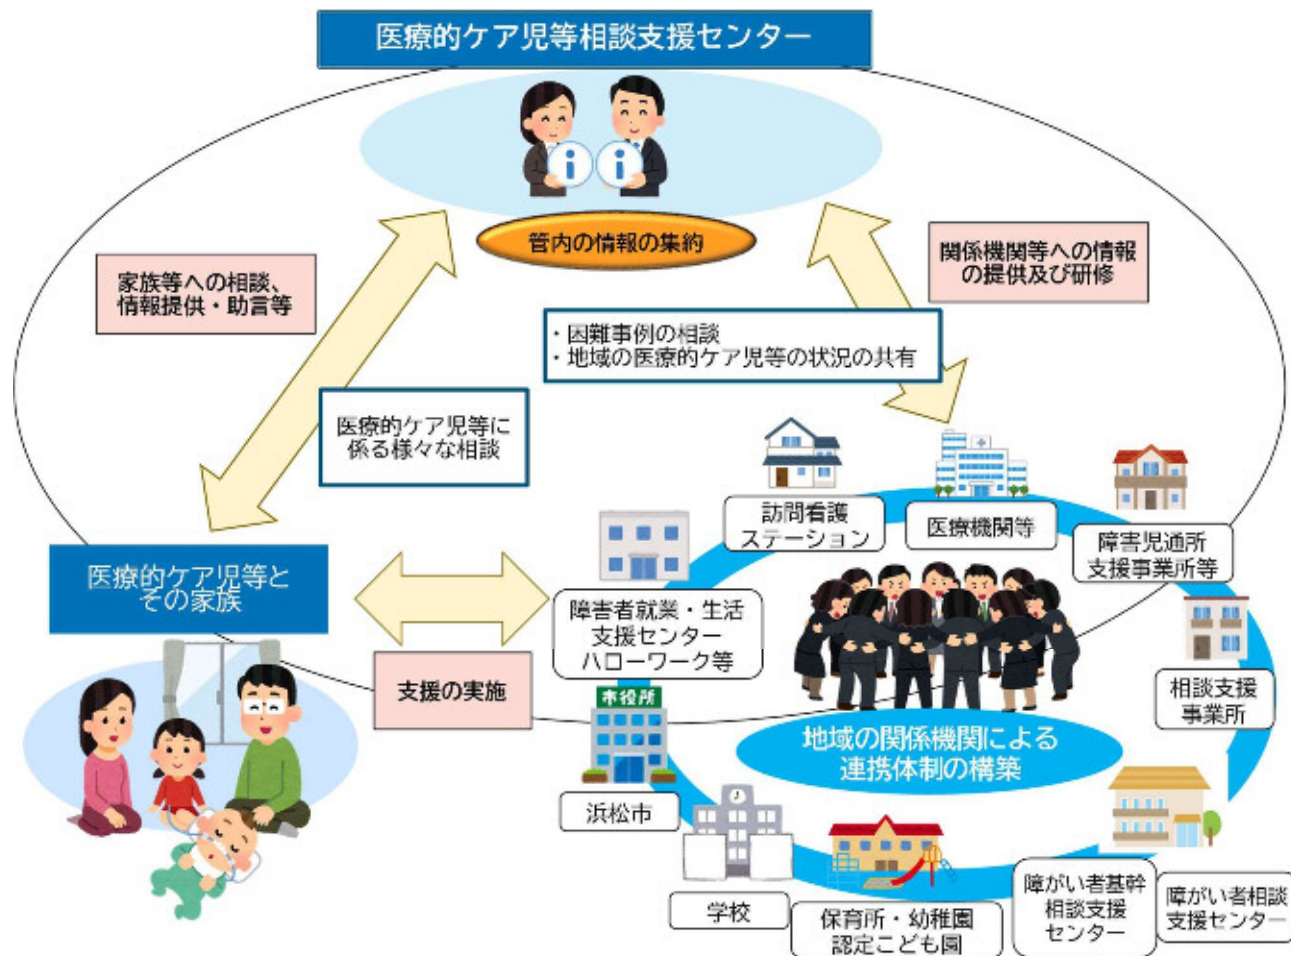 医療的ケア児等相談支援センター
i
i
管内の情報の集約
家族等への相談、
情報提供・助言等
関係機関等への情報
の提供及び研修
・困難事例の相談
・地域の医療的ケア児等の状況の共有
医療的ケア児等に
係る様々な相談
医療的ケア児等と
その家族
支援の実施
訪問看護
ステーション
医療機関等
障害児通所
支援事業所等
障害者就業・生活
支援センター
ハローワーク等
相談支援
事業所
市役所
浜松市
地域の関係機関による
連携体制の構築
学校
保育所・幼稚園
認定こども園
障がい者基幹
相談支援
センター
障がい者相談
支援センター